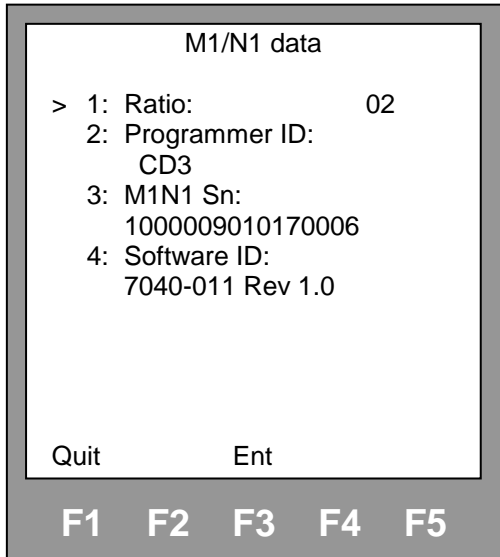 M1/N1 data
> 1: Ratio: 02
2: Programmer ID:
CD3
3: M1N1 Sn:
1000009010170006
4: Software ID:
7040-011 Rev 1.0
Quit Ent
F1 F2 F3 F4 F5